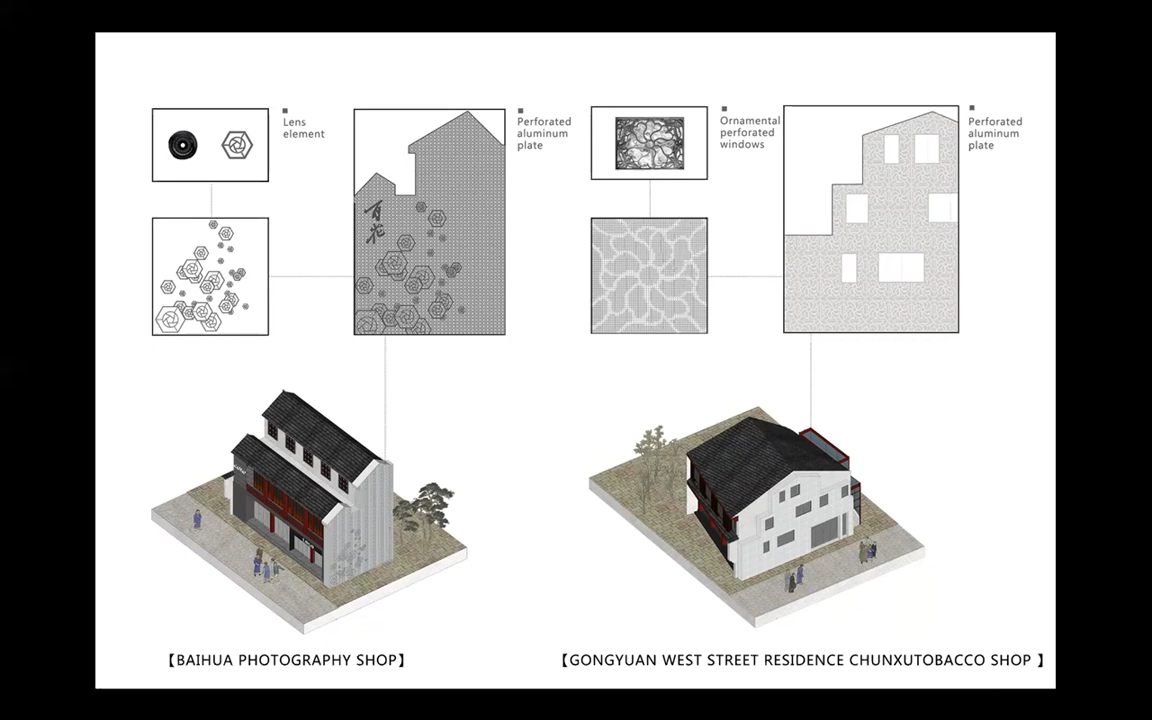 Lens
element
Perforated
aluminum
plate
Ornamental
perforated
windows
Perforated
aluminum
plate
百花
【BAIHUA PHOTOGRAPHY SHOP】
【GONGYUAN WEST STREET RESIDENCE CHUNXUTOBACCO SHOP 】